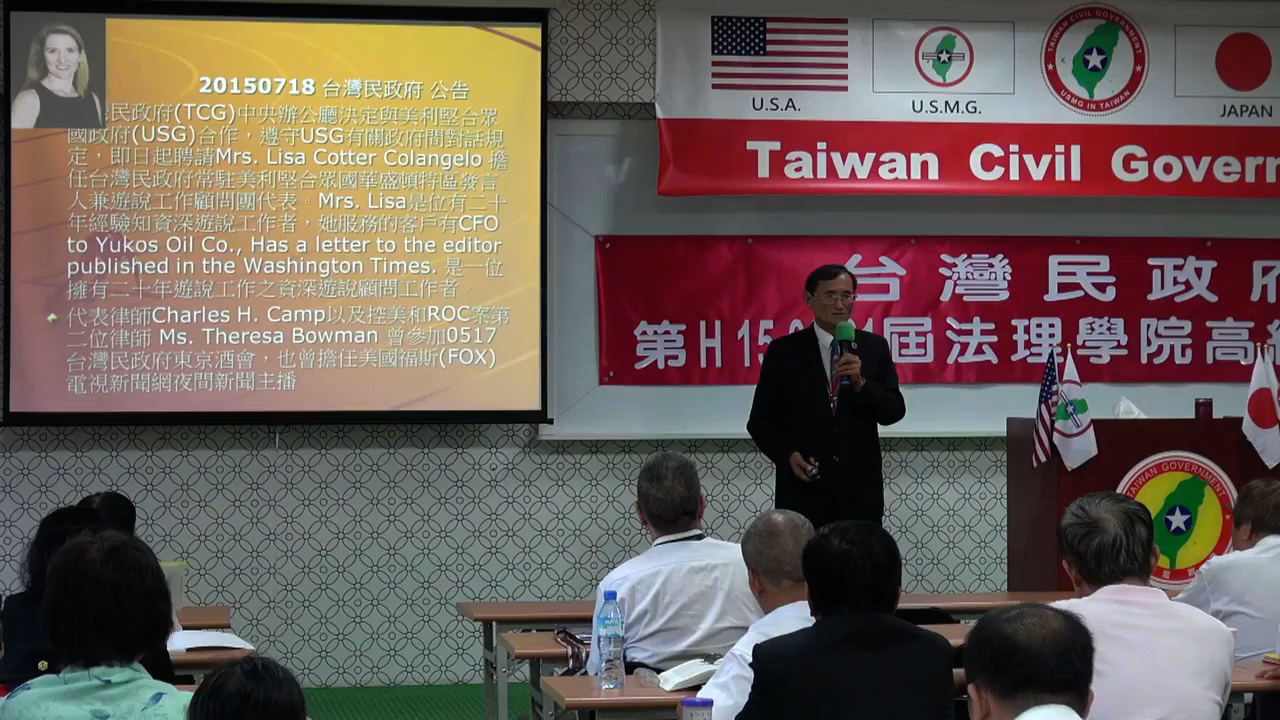 20150718 台灣民政府 公告
民政府(TCG)中央辦公廳決定與美利堅合眾
國政府(USG)合作，遵守USG有關政府間對話規
定，即日起聘請Mrs. Lisa Cotter Colangelo 擔
任台灣民政府常駐美利堅合眾國華盛頓特區發言
人兼遊說工作顧問團代表。Mrs. Lisa是位有二十
年經驗知資深遊說工作者，她服務的客戶有CFO
to Yukos Oil Co., Has a letter to the editor
published in the Washington Times. 是一位
擁有二十年遊說工作之資深遊說顧問工作者。
代表律師Charles H. Camp以及控美和ROC案第
二位律師 Ms. Theresa Bowman 曾參加0517
台灣民政府東京酒會，也曾擔任美國福斯(FOX)
電視新聞網夜間新聞主播
U.S.A.
U.S.M.G.
TAIWAN CIVIL GOVERNMENT
USMG IN TAIWAN
JAPAN
Taiwan Civil Govern
台灣民政府
第H15 1屆法理學院高
TAIWAN GOVERNMENT